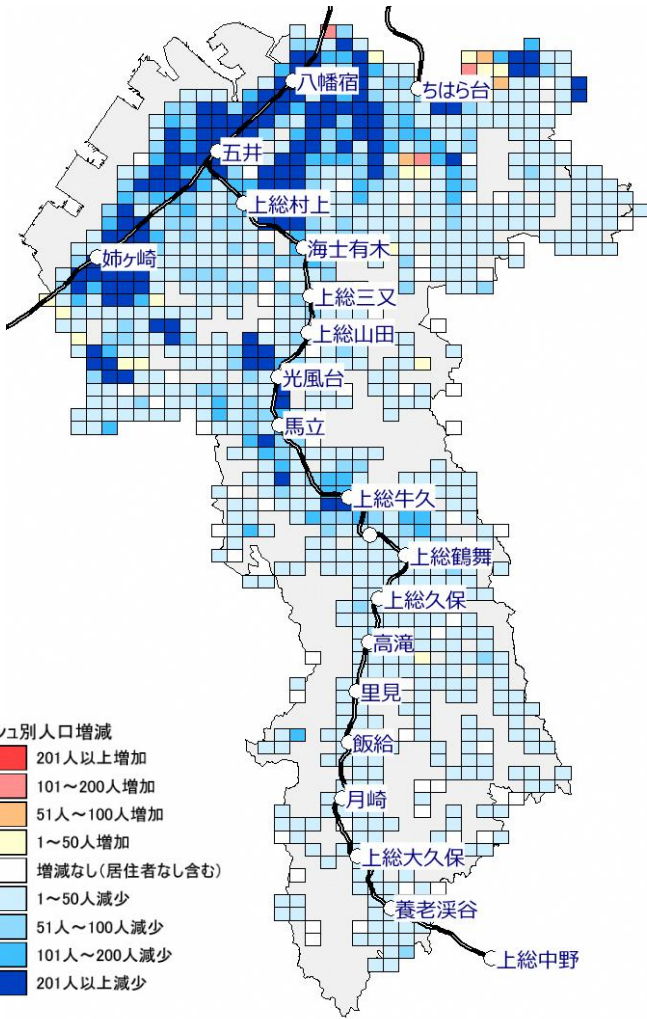 八幡宿
ちはら台
五井
上総村上
海士有木
姉ヶ崎
上総三又
上総山田
光風台
馬立
上総牛久
上総鶴舞
上総久保
高滝
里見
飯給
月崎
上総大久保
養老渓谷
上総中野
ュ別人口増減
201人以上増加
101～200人増加
51人～100人増加
1～50人増加
増減なし(居住者なし含む)
1～50人減少
51人～100人減少
101人～200人減少
201人以上減少